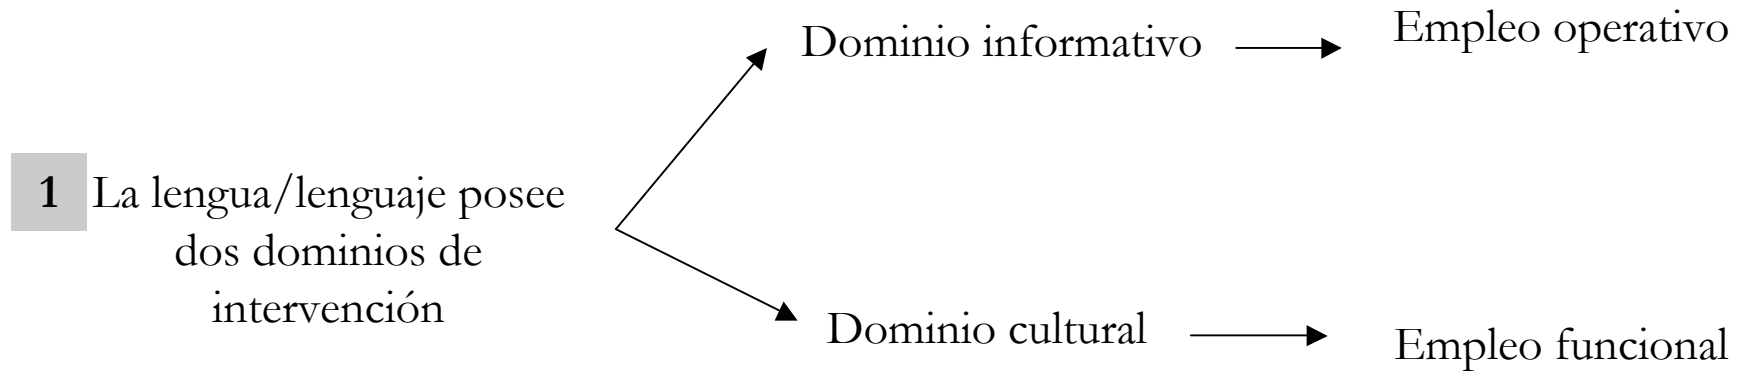 Dominio informativo
Empleo operativo
1 La lengua/lenguaje posee
dos dominios de
intervención
Dominio cultural
Empleo funcional